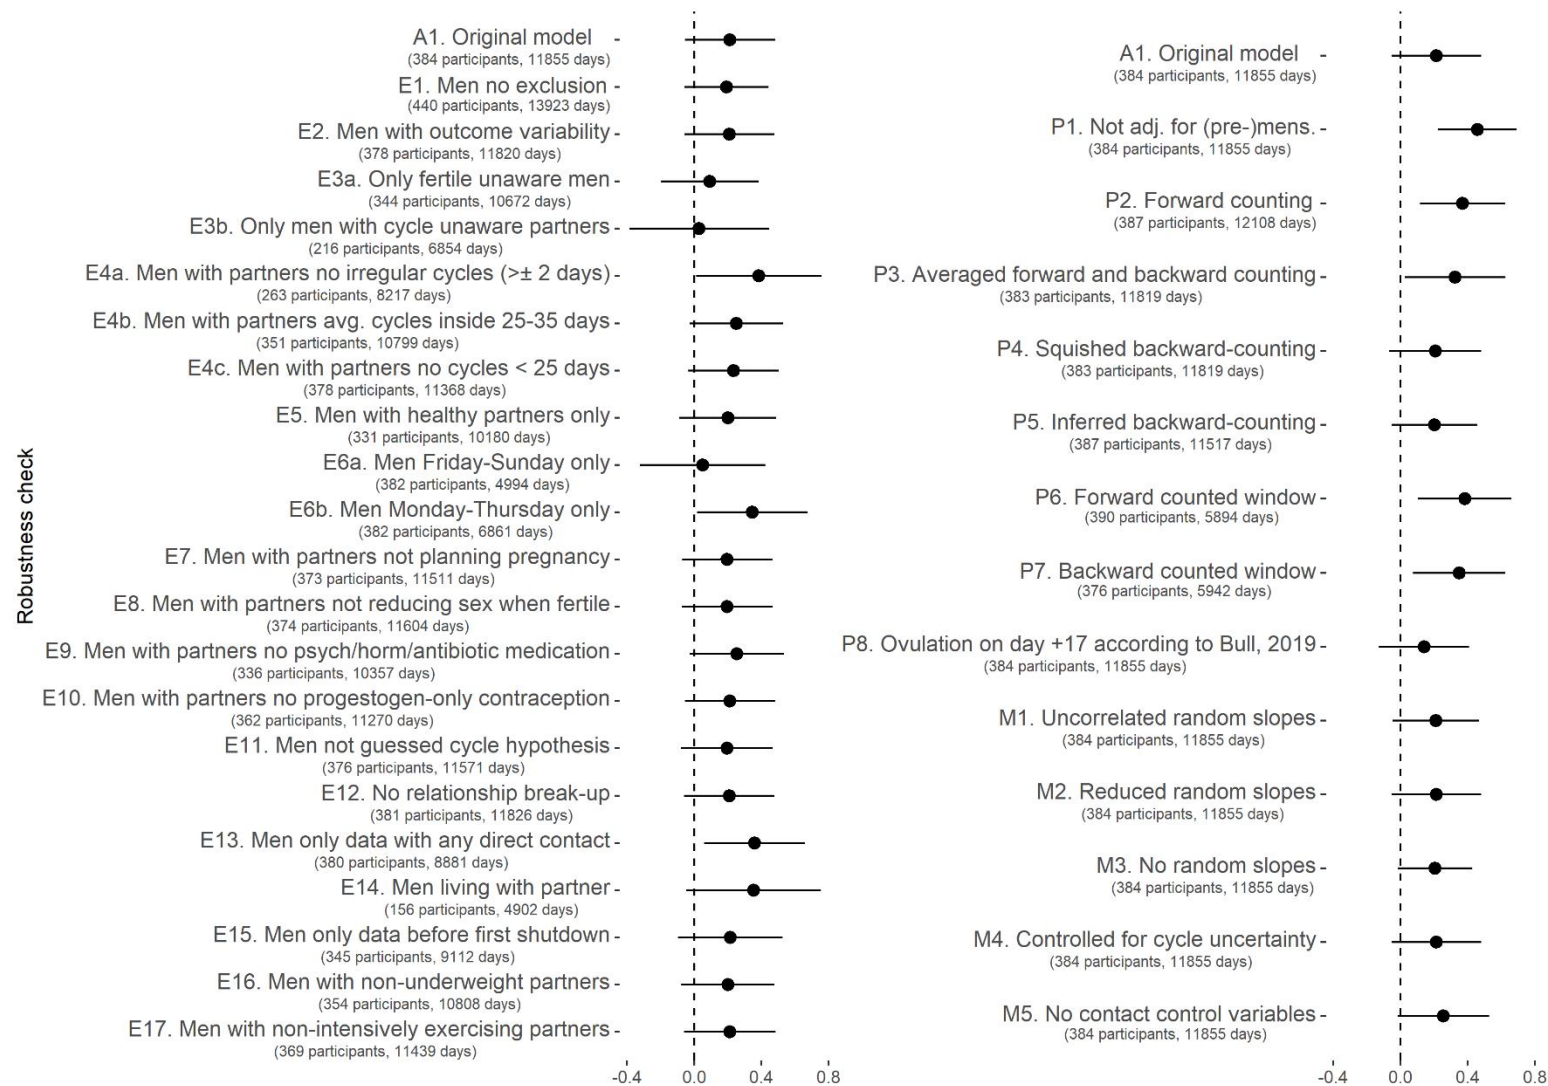 Robustness check
A1. Original model
(384 participants, 11855 days)
E1. Men no exclusion
(440 participants, 13923 days)
E2. Men with outcome variability
(378 participants, 11820 days)
E3a. Only fertile unaware men
(344 participants, 10672 days)
E3b. Only men with cycle unaware partners
(216 participants, 6854 days)
E4a. Men with partners no irregular cycles (>± 2 days)
(263 participants, 8217 days)
E4b. Men with partners avg. cycles inside 25-35 days
(351 participants, 10799 days)
E4c. Men with partners no cycles < 25 days
(378 participants, 11368 days)
E5. Men with healthy partners only
(331 participants, 10180 days)
E6a. Men Friday-Sunday only
(382 participants, 4994 days)
E6b. Men Monday-Thursday only
(382 participants, 6861 days)
E7. Men with partners not planning pregnancy
(373 participants, 11511 days)
E8. Men with partners not reducing sex when fertile
(374 participants, 11604 days)
E9. Men with partners no psych/horm/antibiotic medication
(336 participants, 10357 days)
E10. Men with partners no progestogen-only contraception
(362 participants, 11270 days)
E11. Men not guessed cycle hypothesis
(376 participants, 11571 days)
E12. No relationship break-up
(381 participants, 11826 days)
E13. Men only data with any direct contact
(380 participants, 8881 days)
E14. Men living with partner
(156 participants, 4902 days)
E15. Men only data before first shutdown
(345 participants, 9112 days)
E16. Men with non-underweight partners
(354 participants, 10808 days)
E17. Men with non-intensively exercising partners
(369 participants, 11439 days)
-0.4 0.0 0.4 0.8
A1. Original model
(384 participants, 11855 days)
P1. Not adj. for (pre-)mens.
(384 participants, 11855 days)
P2. Forward counting
(387 participants, 12108 days)
P3. Averaged forward and backward counting
(383 participants, 11819 days)
P4. Squished backward-counting
(383 participants, 11819 days)
P5. Inferred backward-counting
(387 participants, 11517 days)
P6. Forward counted window
(390 participants, 5894 days)
P7. Backward counted window
(376 participants, 5942 days)
P8. Ovulation on day +17 according to Bull, 2019
(384 participants, 11855 days)
M1. Uncorrelated random slopes
(384 participants, 11855 days)
M2. Reduced random slopes
(384 participants, 11855 days)
M3. No random slopes
(384 participants, 11855 days)
M4. Controlled for cycle uncertainty
(384 participants, 11855 days)
M5. No contact control variables
(384 participants, 11855 days)
-0.4 0.0 0.4 0.8